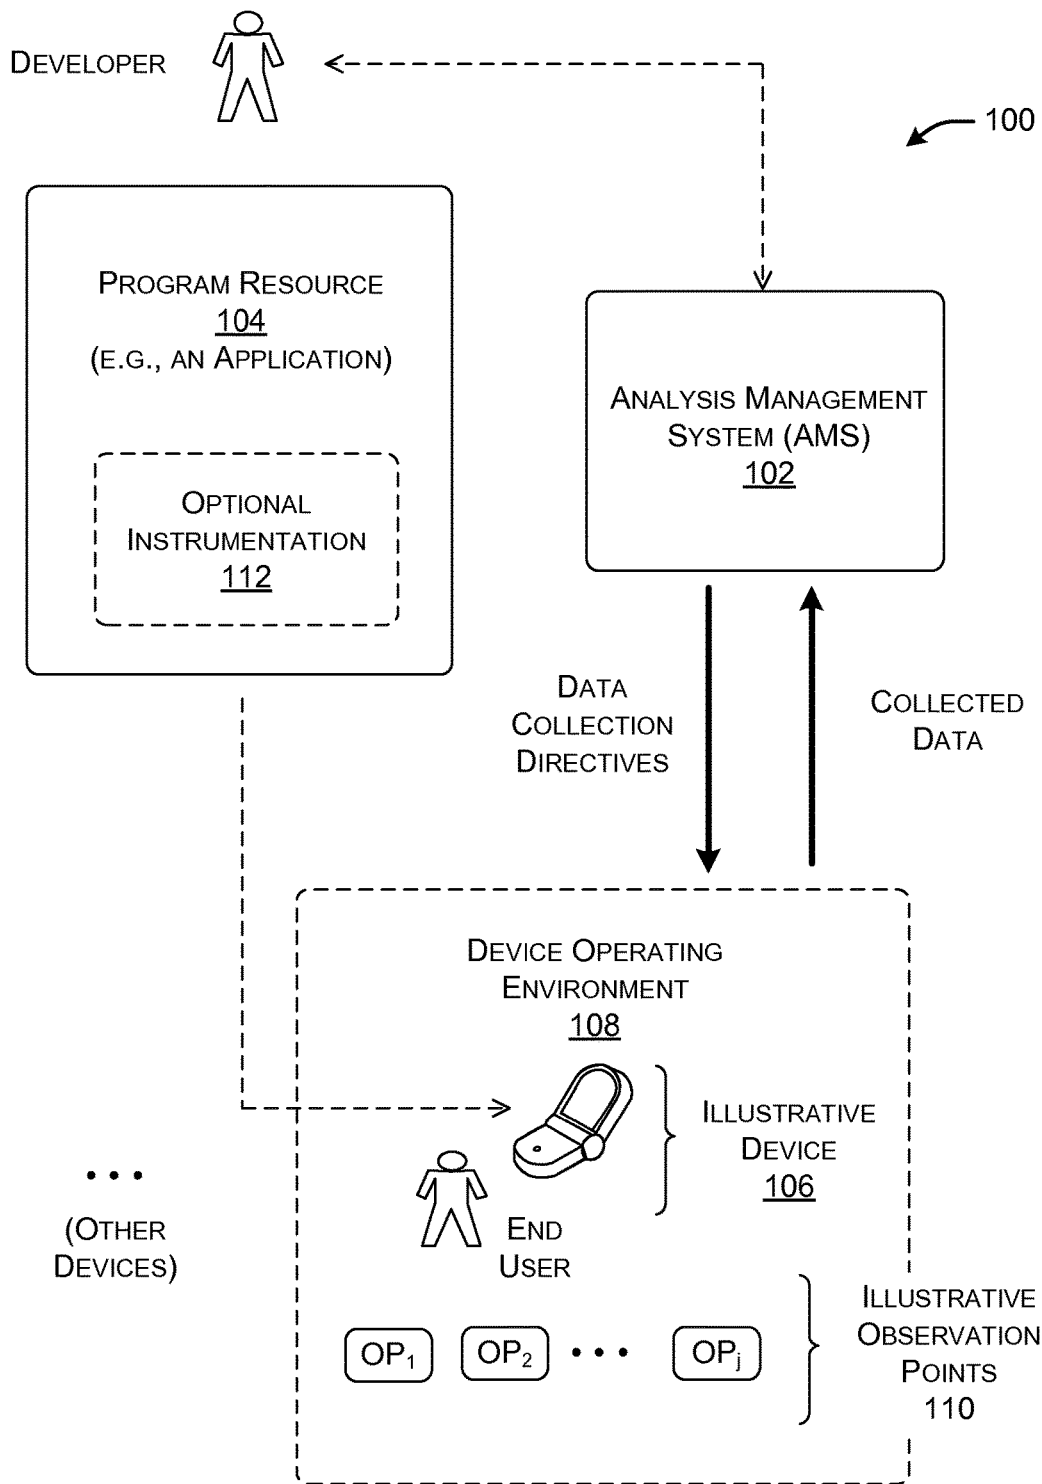 DEVELOPER
100
PROGRAM RESOURCE
104
(E.G., AN APPLICATION)
OPTIONAL
INSTRUMENTATION
112
ANALYSIS MANAGEMENT
SYSTEM (AMS)
102
DATA
COLLECTION
DIRECTIVES
COLLECTED
DATA
DEVICE OPERATING
ENVIRONMENT
108
ILLUSTRATIVE
DEVICE
106
• • •
(OTHER
DEVICES)
END
USER
OP₁ OP₂ • • • OPⱼ
ILLUSTRATIVE
OBSERVATION
POINTS
110